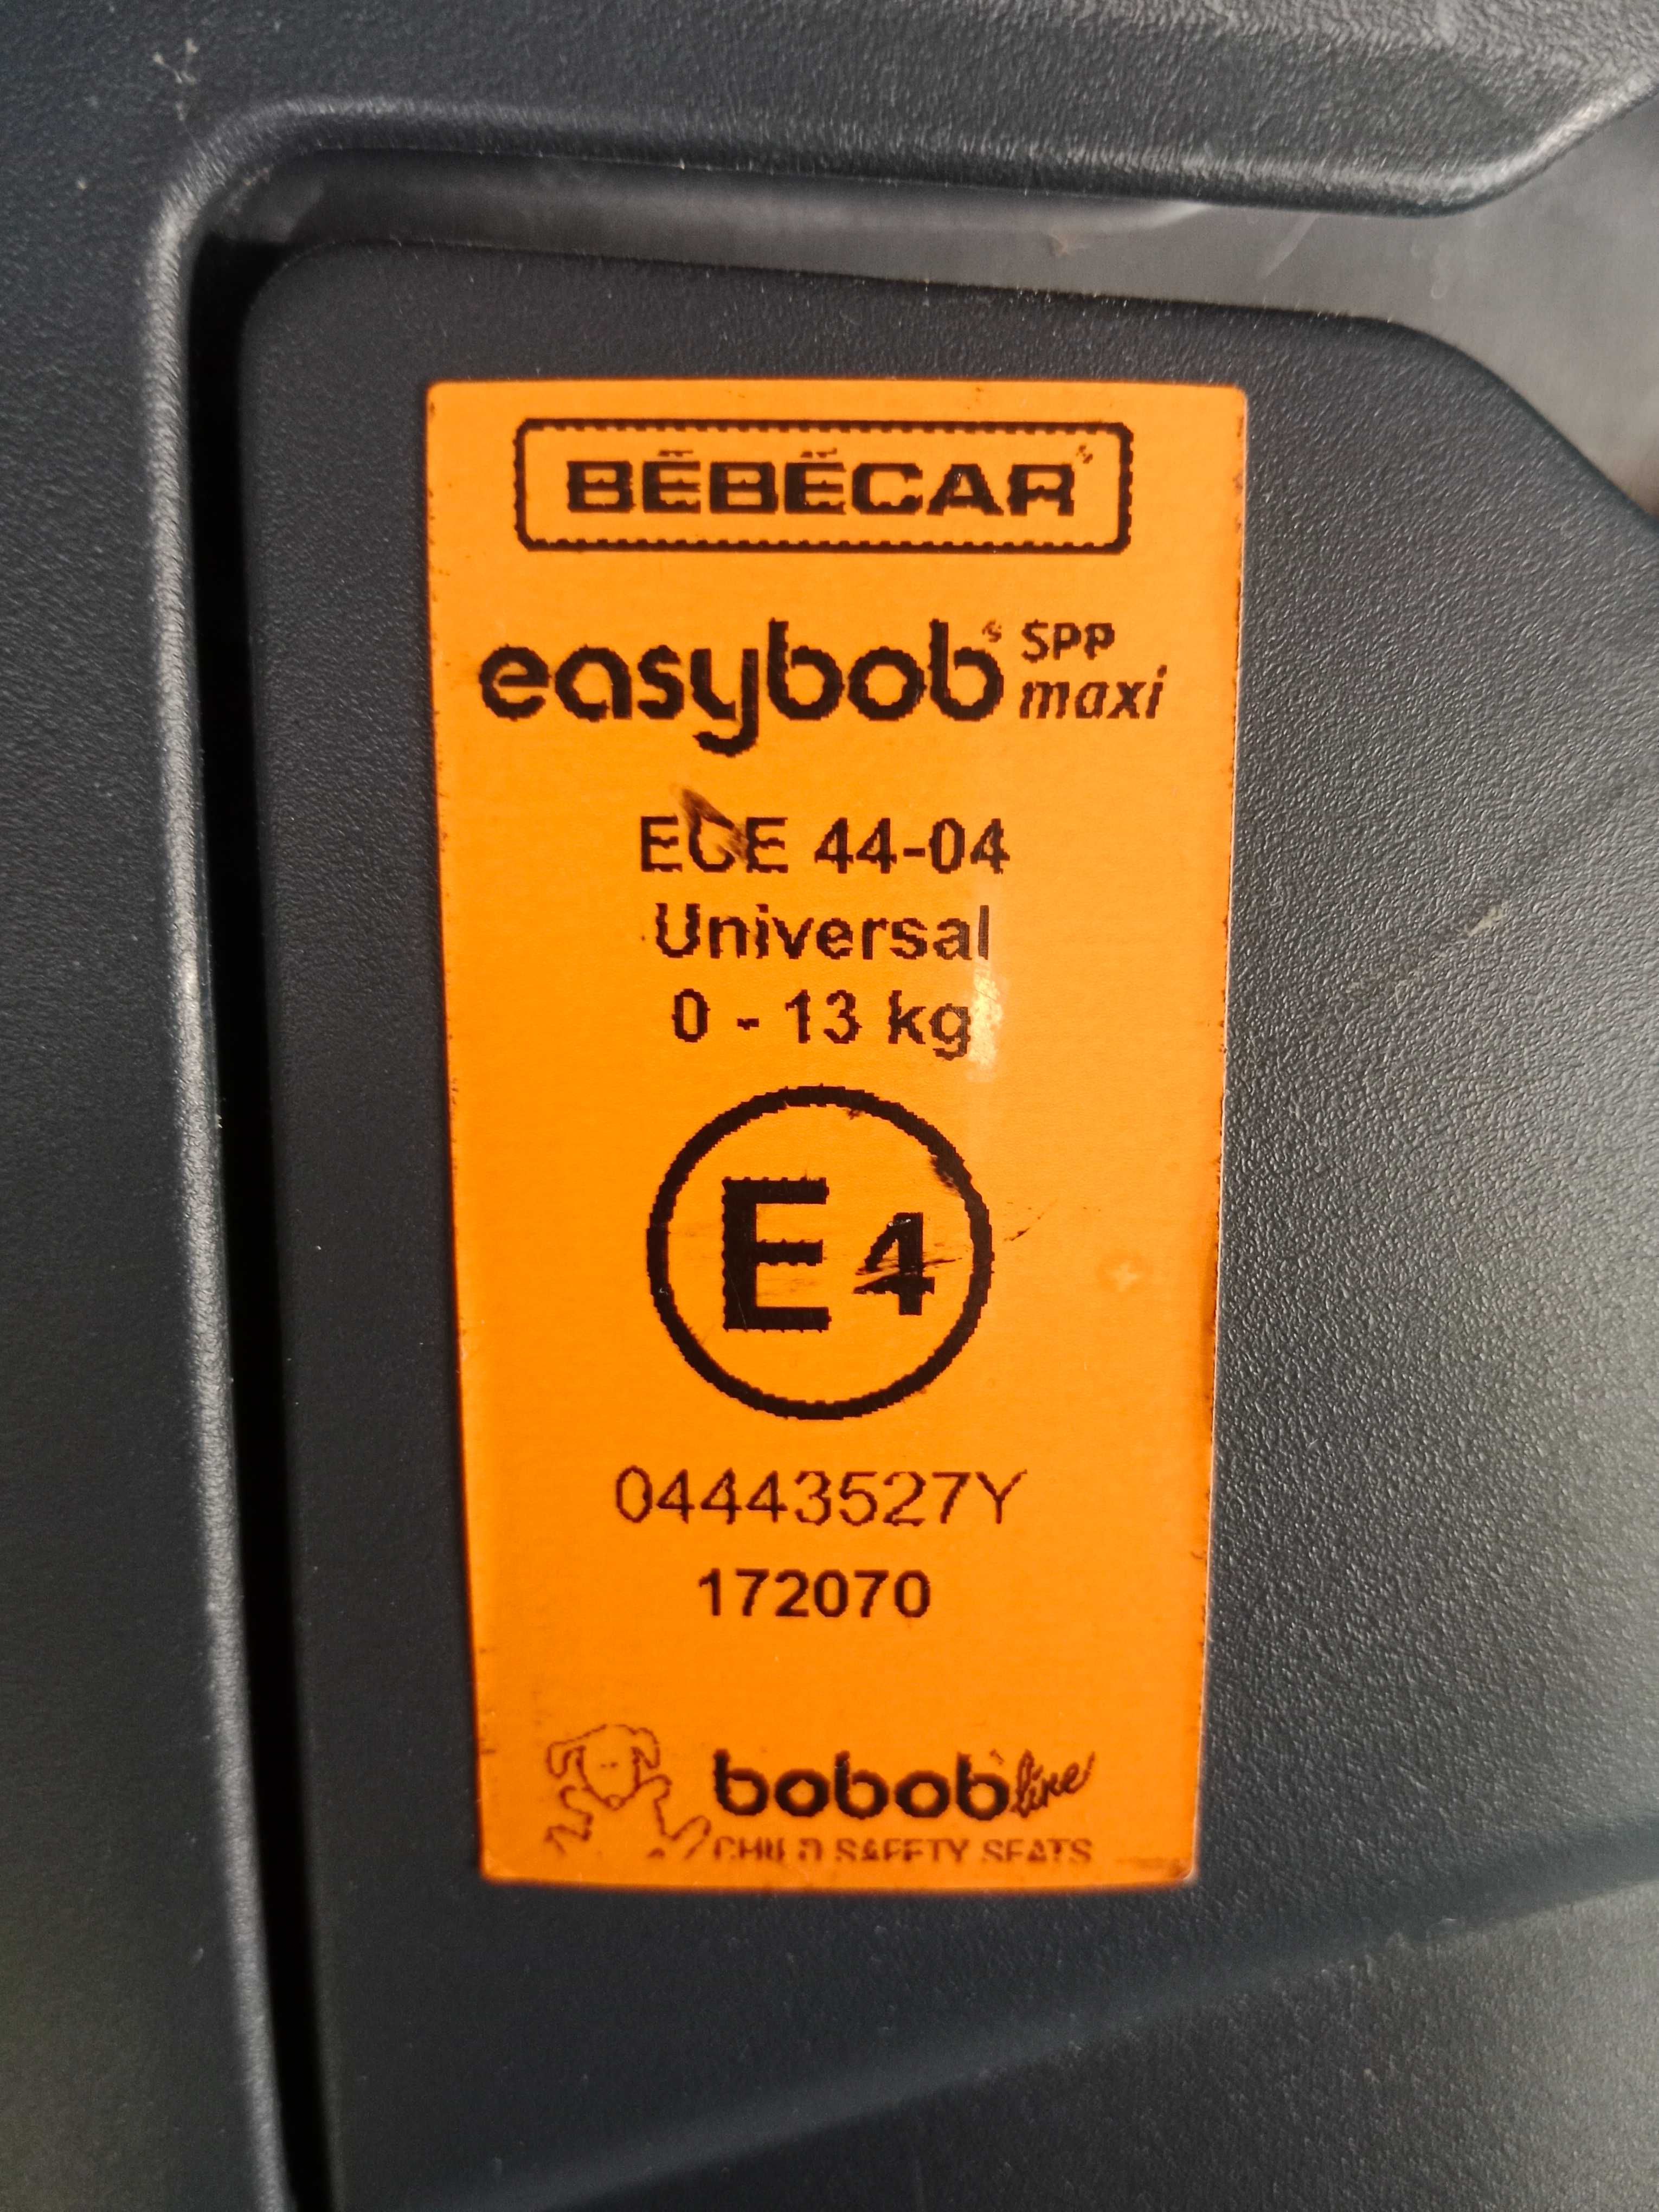 BÉBÉCAR
easybob SPP
maxi
ECE 44-04
Universal
0 - 13 kg
E4
04443527Y
172070
bobob line
CHILD SAFETY SEATS